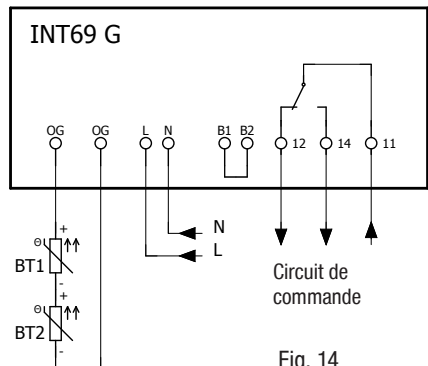 INT69 G
OG OG L N B1 B2 12 14 11
N
L
+
Θ
BT1
-
+
Θ
BT2
-
Circuit de
commande
Fig. 14